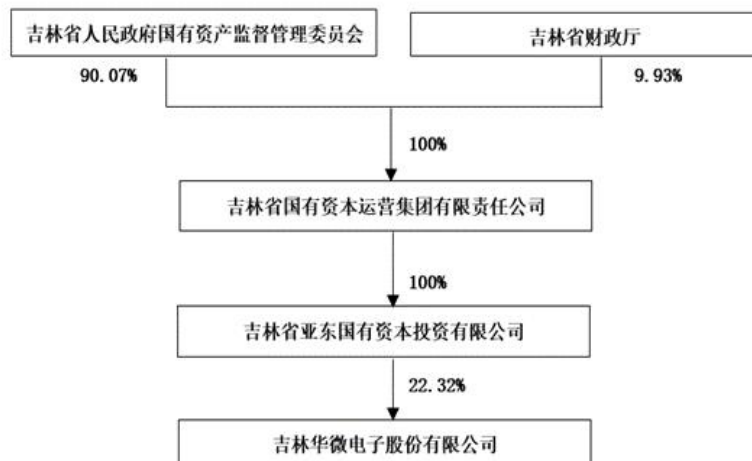 吉林省人民政府国有资产监督管理委员会
吉林省财政厅
90.07%
9.93%
100%
吉林省国有资本运营集团有限责任公司
100%
吉林省亚东国有资本投资有限公司
22.32%
吉林华微电子股份有限公司